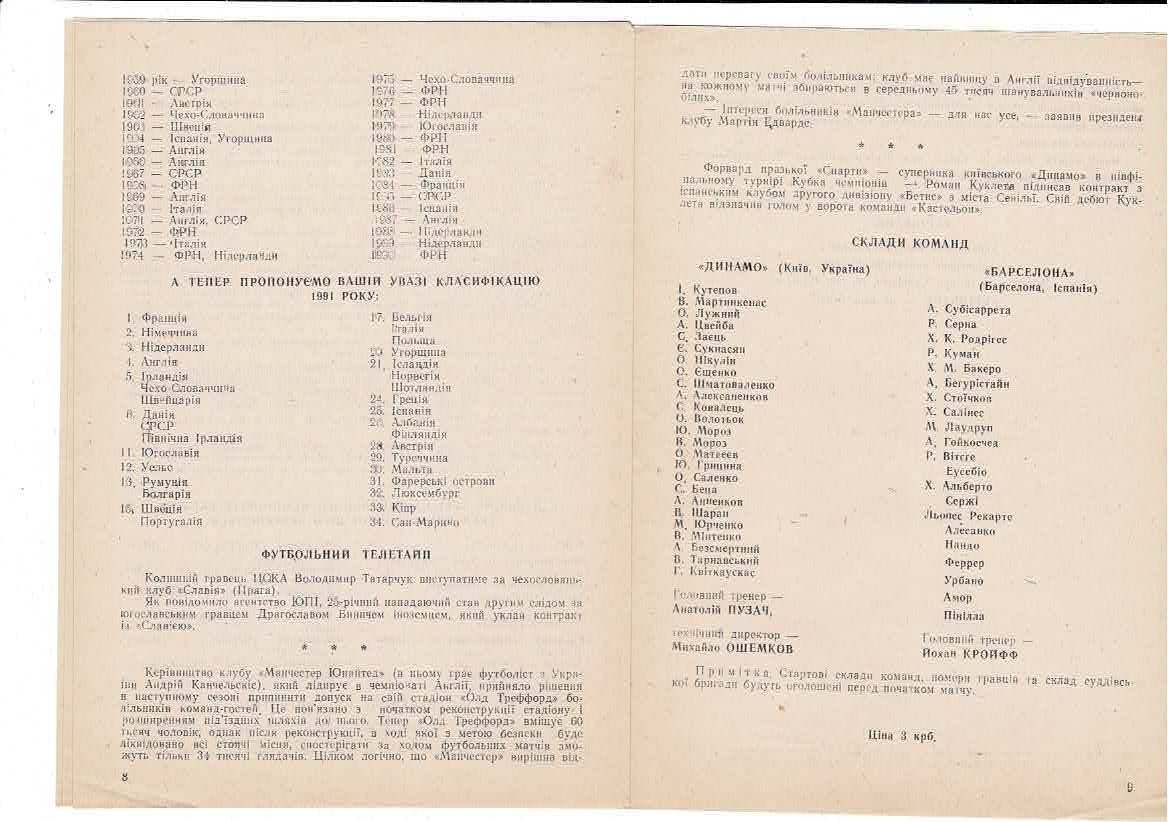 1959 рік — Угорщина
1960 — СРСР
1961 — Австрія
1962 — Чехо-Словаччина
1963 — Швеція
1964 — Іспанія, Угорщина
1965 — Англія
1966 — Англія
1967 — СРСР
1968 — ФРН
1969 — Англія
1970 — Італія
1971 — Англія, СРСР
1972 — ФРН
1973 — Італія
1974 — ФРН, Нідерланди
1975 — Чехо-Словаччина
1976 — ФРН
1977 — ФРН
1978 — Нідерланди
1979 — Югославія
1980 — ФРН
1981 ФРН
1982 — Італія
1983 — Данія
1984 — Франція
1985 — СРСР
1986 — Іспанія
1987 — Англія
1988 — Нідерланди
1989 — Нідерланди
1990 — ФРН
А ТЕПЕР ПРОПОНУЄМО ВАШІЙ УВАЗІ КЛАСИФІКАЦІЮ
1991 РОКУ:
1. Франція
2. Німеччина
3. Нідерланди
4. Англія
5. Ірландія
Чехо-Словаччина
Швейцарія
8. Данія
СРСР
Північна Ірландія
11. Югославія
12. Уельс
13. Румунія
Болгарія
15. Швеція
Португалія
17. Бельгія
Італія
Польща
20. Угорщина
21. Ісландія
Норвегія
Шотландія
24. Греція
25. Іспанія
26. Албанія
Фінляндія
28. Австрія
29. Туреччина
30. Мальта
31. Фарерські острови
32. Люксембург
33. Кіпр
34. Сан-Марино
ФУТБОЛЬНИЙ ТЕЛЕТАЙП
Колишній гравець ЦСКА Володимир Татарчук виступатиме за чехословацький клуб «Славія» (Прага).
Як повідомило агентство ЮПІ, 25-річний нападаючий став другим слідом за
югославським гравцем Драгославом Бининчем іноземцем, який уклав контракт
із «Славією».
* * *
Керівництво клубу «Манчестер Юнайтед» (в ньому грає футболіст з України Андрій Канчельскіс), який лідирує в чемпіонаті Англії, прийняло рішення
в наступному сезоні припинити допуск на свій стадіон «Олд Треффорд» болільників команд-гостей. Це пов'язано з початком реконструкції стадіону і
розширенням під'їздних шляхів до нього. Тепер «Олд Треффорд» вміщує 60
тисяч чоловік, однак після реконструкції, в ході якої з метою безпеки буде
ліквідовано всі стоячі місця, спостерігати за ходом футбольних матчів зможуть тільки 34 тисячі глядачів. Цілком логічно, що «Манчестер» вирішив від-
8
дати перевагу своїм болільникам: клуб має найвищу в Англії відвідуваність—
на кожному матчі збираються в середньому 45 тисяч шанувальників «червоно-
білих».
— Інтереси болільників «Манчестера» — для нас усе, — заявив президент
клубу Мартін Едвардс.
* * *
Форвард празької «Спарти» — суперника київського «Динамо» в півфі-
нальному турнірі Кубка чемпіонів — Роман Куклета підписав контракт з
іспанським клубом другого дивізіону «Бетис» з міста Севільї. Свій дебют Кук-
лета відзначив голом у ворота команди «Кастельон».
СКЛАДИ КОМАНД
«ДИНАМО» (Київ, Україна)
І. Кутепов
В. Мартинкенас
О. Лужний
А. Цвейба
С. Заєць
Є. Сукнасян
О. Шкулін
О. Єщенко
С. Шматоваленко
А. Алексаненков
С. Ковалець
О. Волотьок
Ю. Мороз
В. Мороз
О. Матвеєв
Ю. Грицина
О. Саленко
С. Беца
А. Анненков
В. Шаран
М. Юрченко
В. Мінтенко
А. Безсмертний
В. Тарнавський
Г. Квіткаускас
Головний тренер —
Анатолій ПУЗАЧ,
технічний директор —
Михайло ОШЕМКОВ
«БАРСЕЛОНА»
(Барселона, Іспанія)
А. Субісаррета
Р. Серна
Х. К. Родрігес
Р. Куман
Х. М. Бакеро
А. Бегурістайн
Х. Стоїчков
Х. Салінес
М. Лаудруп
А. Гойкоечеа
Р. Вітсге
Еусебіо
Х. Альберто
Сержі
Льопес Рекарте
Алесанко
Нандо
Феррер
Урбано
Амор
Пінілла
Головний тренер —
Йохан КРОЙФФ
Примітка. Стартові склади команд, номери гравців та склад суддівсь-
кої бригади будуть оголошені перед початком матчу.
Ціна 3 крб.
9